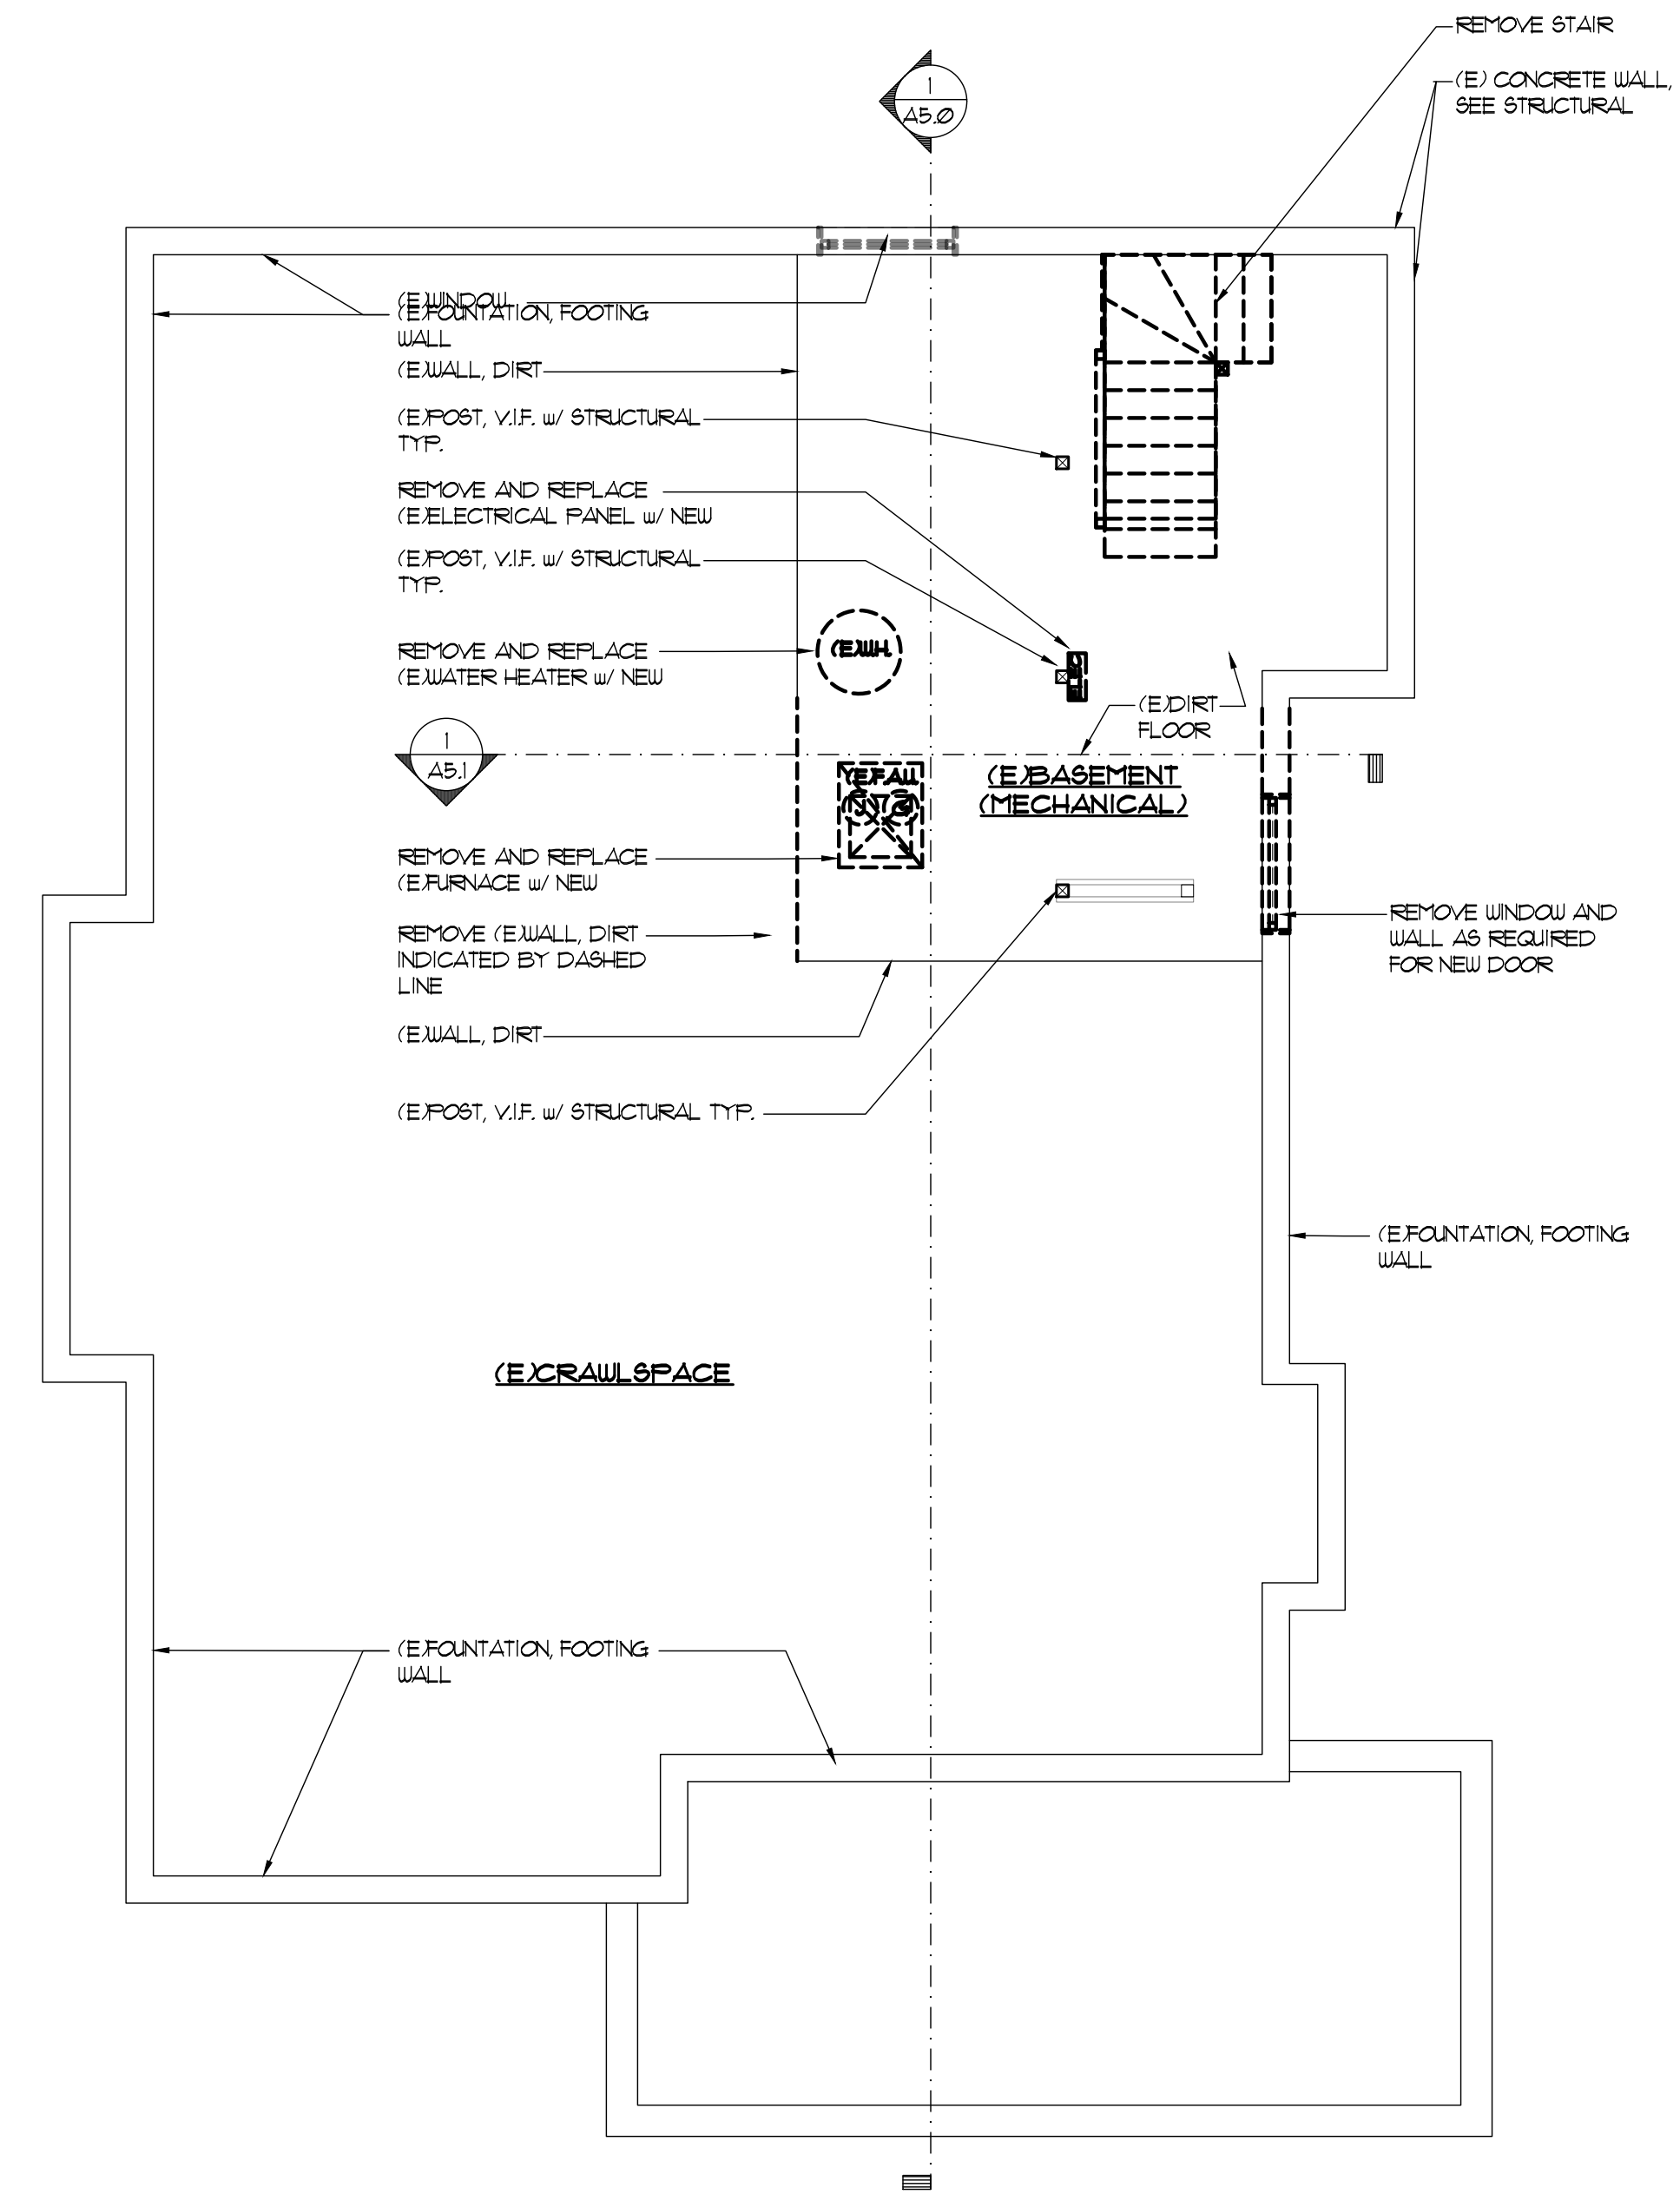 REMOVE STAIR
(E) CONCRETE WALL,
SEE STRUCTURAL
1
A5.0
(E)WINDOW
(E)FOUNTATION, FOOTING
WALL
(E)WALL, DIRT
(E)POST, V.I.F. w/ STRUCTURAL
TYP.
REMOVE AND REPLACE
(E)ELECTRICAL PANEL w/ NEW
(E)POST, V.I.F. w/ STRUCTURAL
TYP.
REMOVE AND REPLACE
(E)WATER HEATER w/ NEW
(E)WH.
ELEC
(E)DIRT
FLOOR
1
A5.1
(E)BASEMENT
(MECHANICAL)
(E)FAU
REMOVE AND REPLACE
(E)FURNACE w/ NEW
REMOVE (E)WALL, DIRT
INDICATED BY DASHED
LINE
REMOVE WINDOW AND
WALL AS REQUIRED
FOR NEW DOOR
(E)WALL, DIRT
(E)POST, V.I.F. w/ STRUCTURAL TYP.
(E)FOUNTATION, FOOTING
WALL
(E)CRAWLSPACE
(E)FOUNTATION, FOOTING
WALL